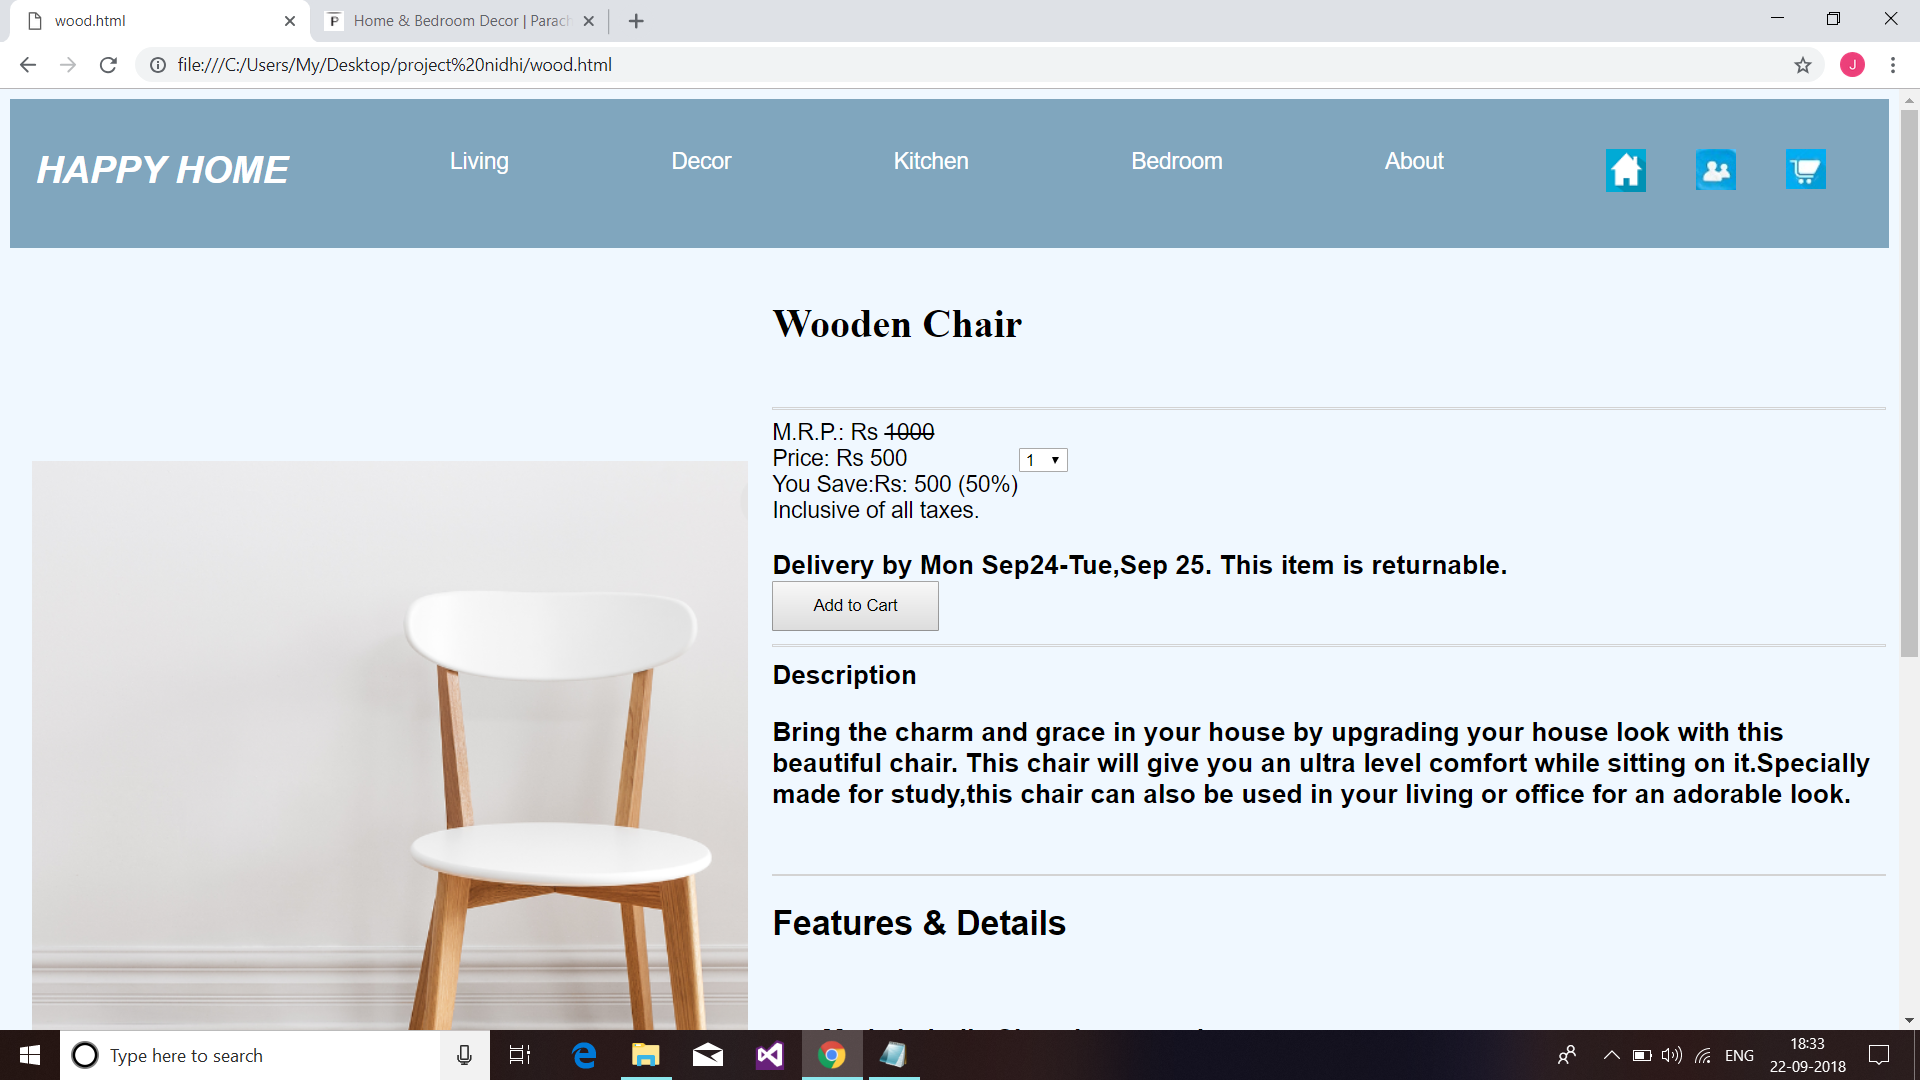 wood.html
Home & Bedroom Decor | Parach
file:///C:/Users/My/Desktop/project%20nidhi/wood.html
J
HAPPY HOME
Living
Decor
Kitchen
Bedroom
About
Wooden Chair
M.R.P.: Rs 1000
Price: Rs 500
1
You Save:Rs: 500 (50%)
Inclusive of all taxes.
Delivery by Mon Sep24-Tue,Sep 25. This item is returnable.
Add to Cart
Description
Bring the charm and grace in your house by upgrading your house look with this
beautiful chair. This chair will give you an ultra level comfort while sitting on it.Specially
made for study,this chair can also be used in your living or office for an adorable look.
Features & Details
Type here to search
ENG
18:33
22-09-2018